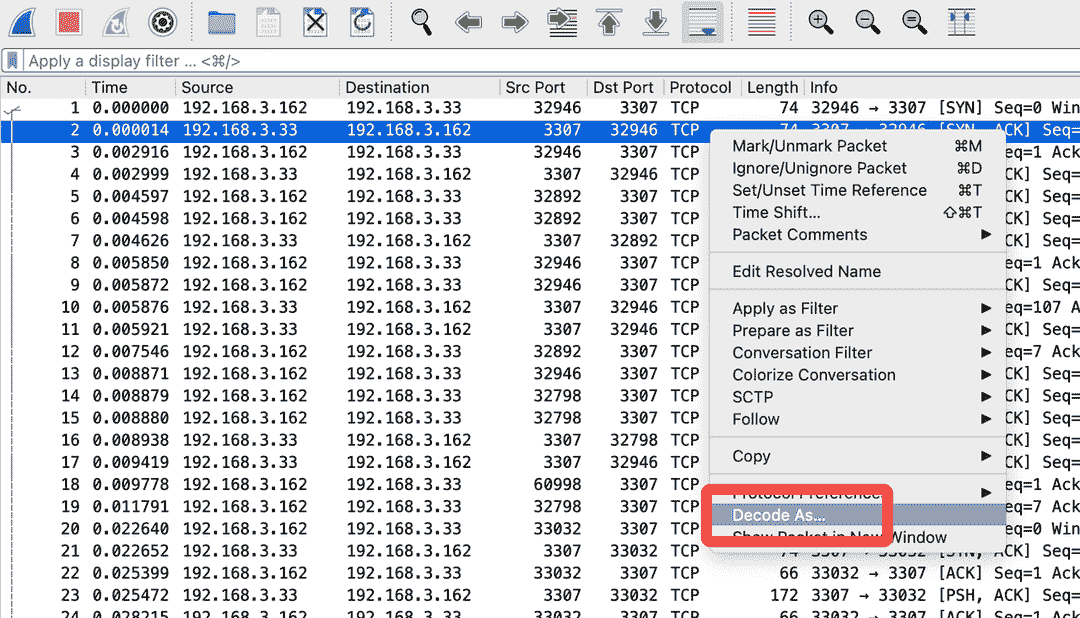 Apply a display filter ... <⌘/>
No. Time Source Destination Src Port Dst Port Protocol Length Info
1 0.000000 192.168.3.162 192.168.3.33 32946 3307 TCP 74 32946 → 3307 [SYN] Seq=0 Win
2 0.000014 192.168.3.33 192.168.3.162 3307 32946 TCP 74 3307 → 32946 [SYN, ACK] Seq=
3 0.002916 192.168.3.162 192.168.3.33 32946 3307 TCP eq=1 Ack
4 0.002999 192.168.3.33 192.168.3.162 3307 32946 TCP CK] Seq=
5 0.004597 192.168.3.162 192.168.3.33 32892 3307 TCP CK] Seq=
6 0.004598 192.168.3.162 192.168.3.33 32892 3307 TCP CK] Seq=
7 0.004626 192.168.3.33 192.168.3.162 3307 32892 TCP CK] Seq=
8 0.005850 192.168.3.162 192.168.3.33 32946 3307 TCP eq=1 Ack
9 0.005872 192.168.3.162 192.168.3.33 32946 3307 TCP CK] Seq=
10 0.005876 192.168.3.33 192.168.3.162 3307 32946 TCP eq=107 A
11 0.005921 192.168.3.33 192.168.3.162 3307 32946 TCP CK] Seq=
12 0.007546 192.168.3.162 192.168.3.33 32892 3307 TCP eq=7 Ack
13 0.008871 192.168.3.162 192.168.3.33 32946 3307 TCP CK] Seq=
14 0.008879 192.168.3.162 192.168.3.33 32798 3307 TCP CK] Seq=
15 0.008880 192.168.3.162 192.168.3.33 32798 3307 TCP CK] Seq=
16 0.008938 192.168.3.33 192.168.3.162 3307 32798 TCP CK] Seq=
17 0.009419 192.168.3.33 192.168.3.162 3307 32946 TCP CK] Seq=
18 0.009778 192.168.3.162 192.168.3.33 60998 3307 TCP eq=1 Ack
19 0.011791 192.168.3.162 192.168.3.33 32798 3307 TCP eq=7 Ack
20 0.022640 192.168.3.162 192.168.3.33 33032 3307 TCP eq=0 Win
21 0.022652 192.168.3.33 192.168.3.162 3307 33032 TCP 74 3307 → 33032 [SYN, ACK] Seq=
22 0.025399 192.168.3.162 192.168.3.33 33032 3307 TCP 66 33032 → 3307 [ACK] Seq=1 Ack
23 0.025472 192.168.3.33 192.168.3.162 3307 33032 TCP 172 3307 → 33032 [PSH, ACK] Seq=
24 0.028215 192.168.3.162 192.168.3.33 33032 3307 TCP 66 33032 → 3307 [ACK] Seq=1 Ack
Mark/Unmark Packet ⌘M
Ignore/Unignore Packet ⌘D
Set/Unset Time Reference ⌘T
Time Shift... ⇧⌘T
Packet Comments
Edit Resolved Name
Apply as Filter
Prepare as Filter
Conversation Filter
Colorize Conversation
SCTP
Follow
Copy
Protocol Preferences
Decode As...
Show Packet in New Window